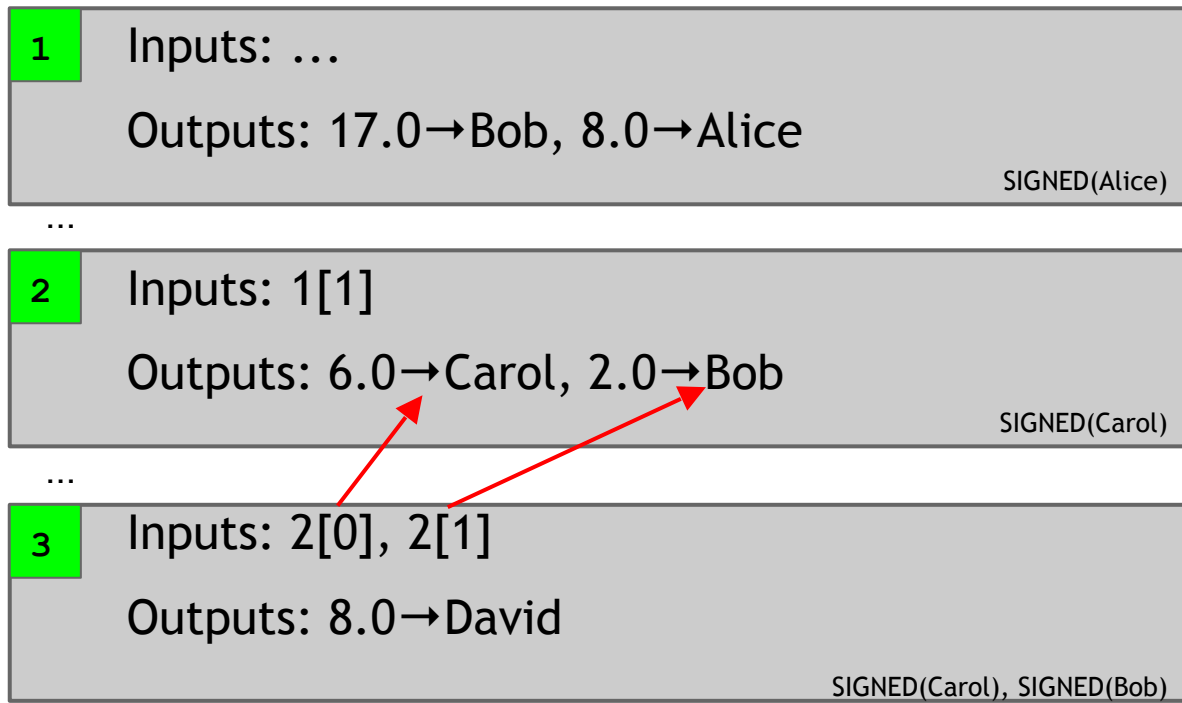 1 Inputs: ...
Outputs: 17.0→Bob, 8.0→Alice
SIGNED(Alice)
...
2 Inputs: 1[1]
Outputs: 6.0→Carol, 2.0→Bob
SIGNED(Carol)
...
3 Inputs: 2[0], 2[1]
Outputs: 8.0→David
SIGNED(Carol), SIGNED(Bob)